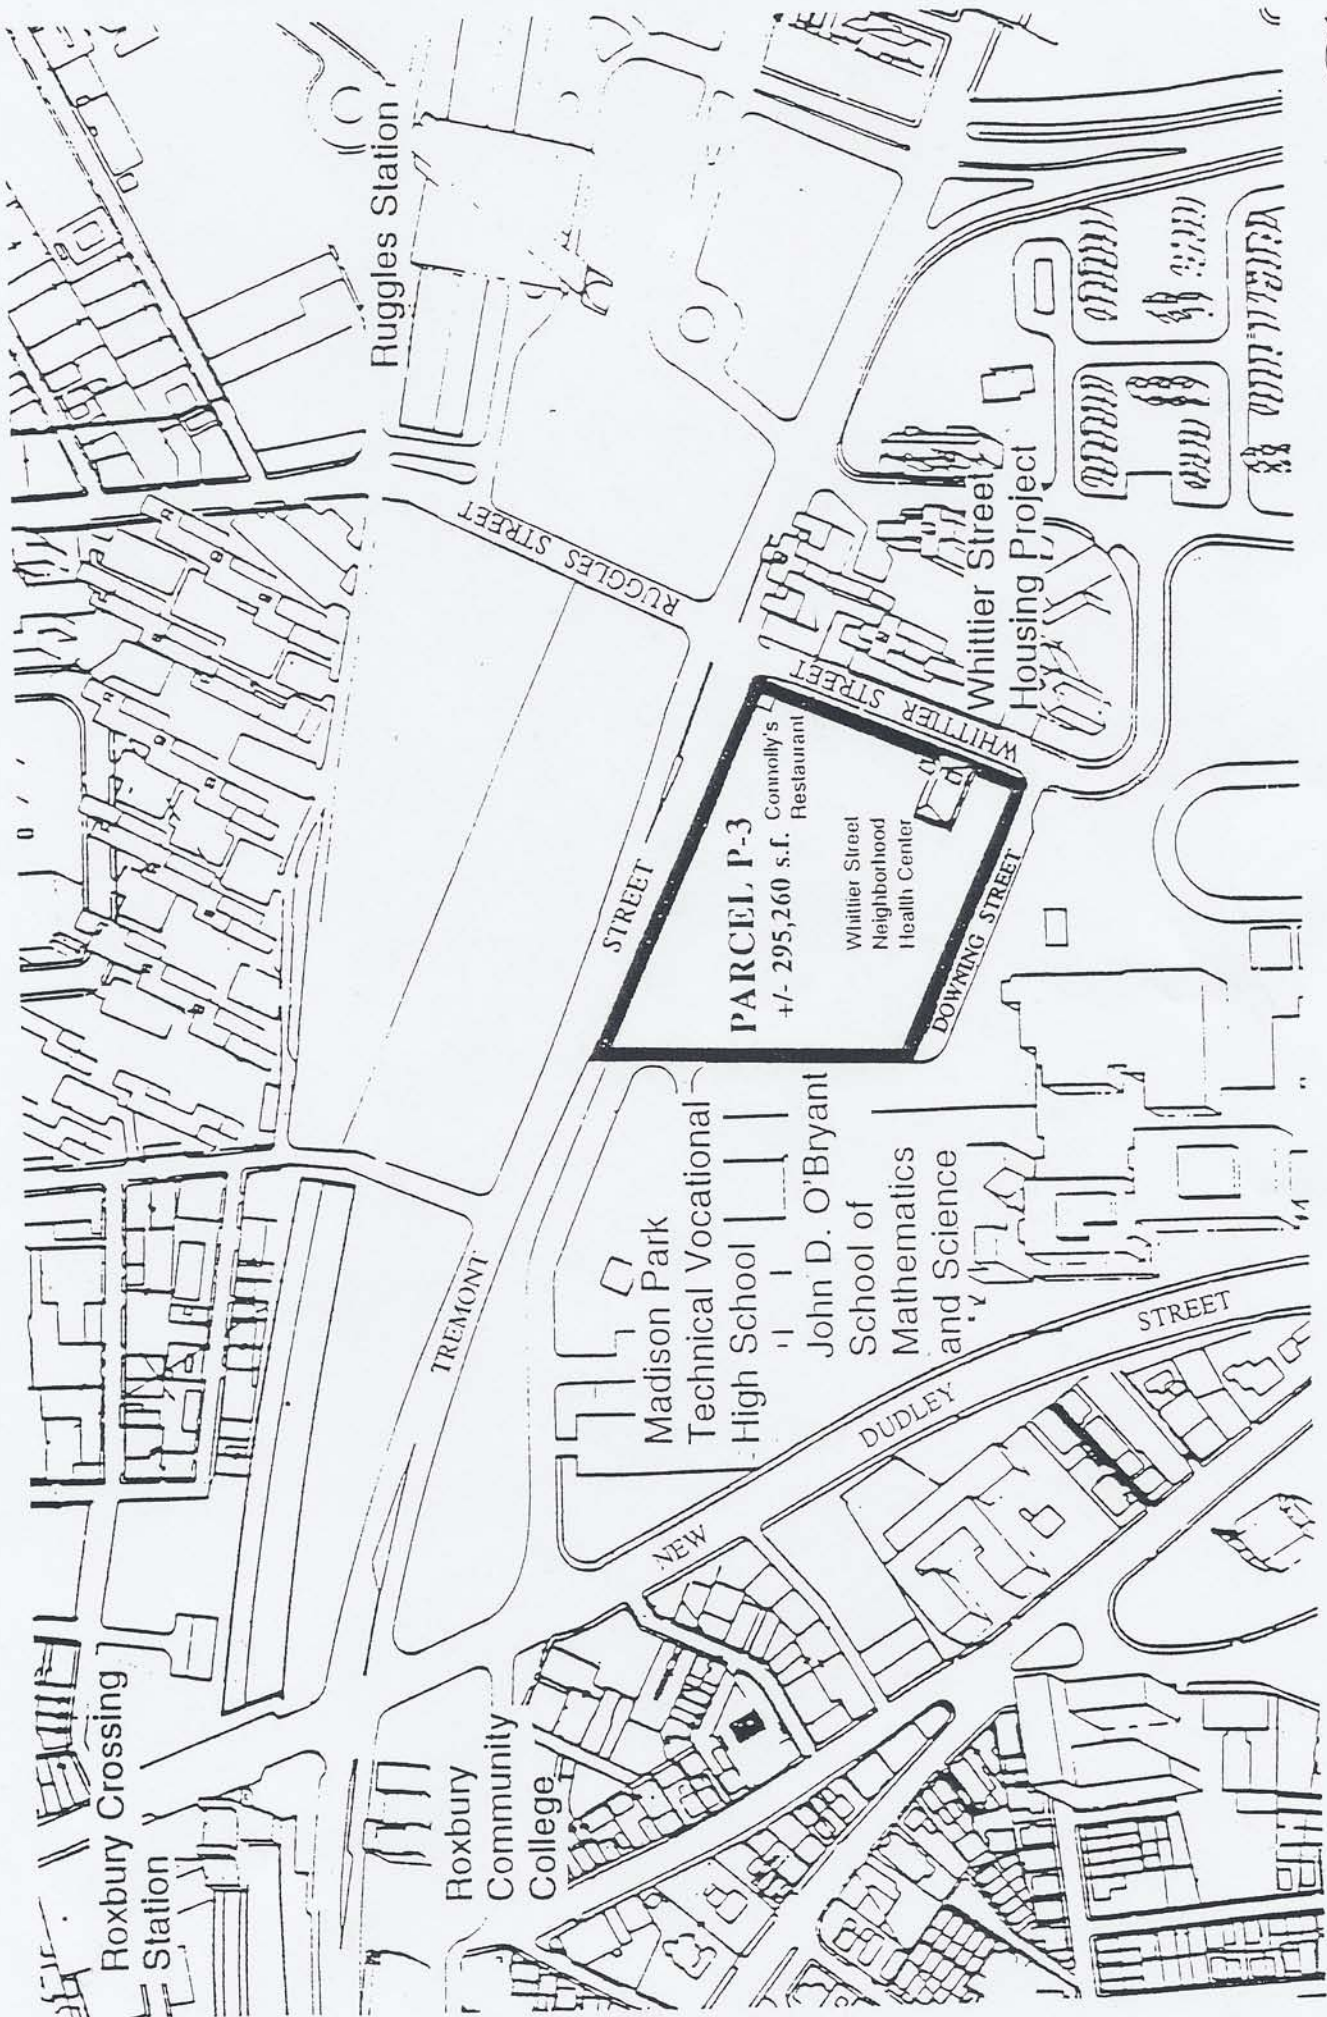 Roxbury Crossing
Station
Ruggles Station
RUGGLES STREET
TREMONT
STREET
Roxbury
Community
College
Madison Park
Technical Vocational
High School
John D. O'Bryant
School of
Mathematics
and Science
PARCEL P-3
+/- 295,260 s.f.
Connolly's
Restaurant
Whittier Street
Neighborhood
Health Center
WHITTIER STREET
DOWNING STREET
Whittier Street
Housing Project
NEW
DUDLEY
STREET